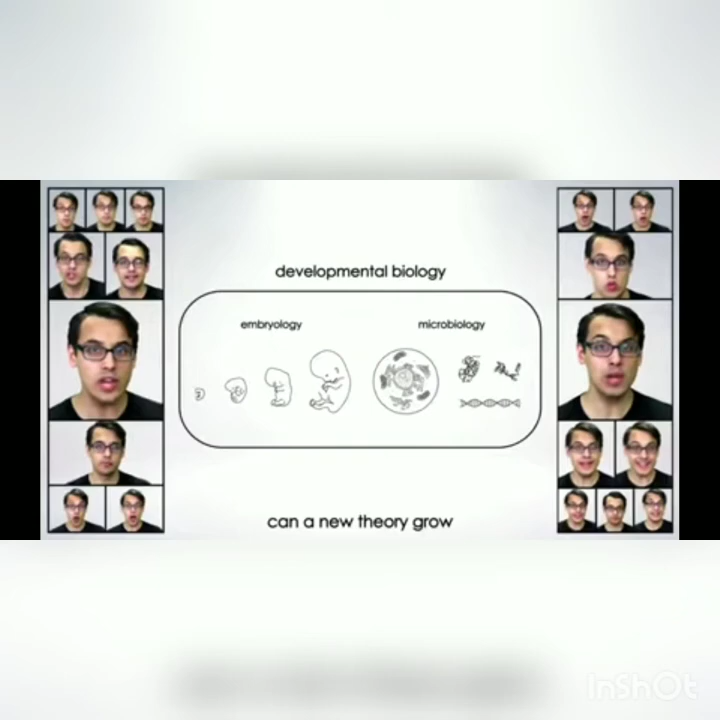 developmental biology
embryology
microbiology
can a new theory grow
InShOt